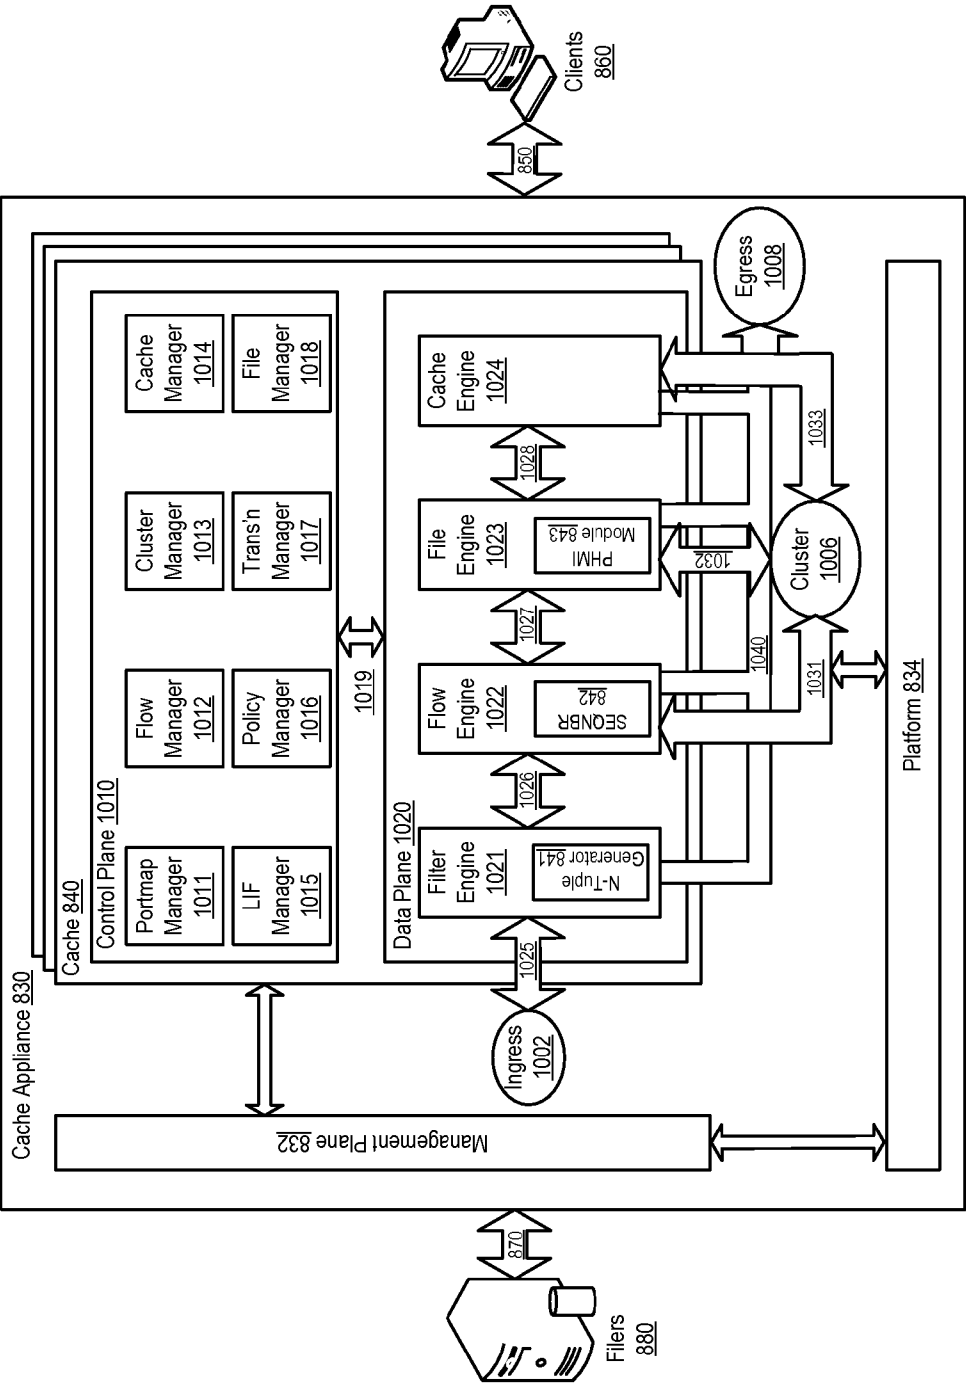 Cache Appliance 830
Cache 840
Control Plane 1010
Portmap
Manager
1011
Flow
Manager
1012
Cluster
Manager
1013
Cache
Manager
1014
LIF
Manager
1015
Policy
Manager
1016
Trans'n
Manager
1017
File
Manager
1018
1019
Data Plane 1020
Filter
Engine
1021
N-Tuple
Generator 841
Flow
Engine
1022
SEQNBR
842
File
Engine
1023
PHMI
Module 843
Cache
Engine
1024
1025
1026
1027
1028
Ingress
1002
1031
1032
1033
1040
Cluster
1006
Egress
1008
Management Plane 832
Platform 834
870
Filers
880
850
Clients
860